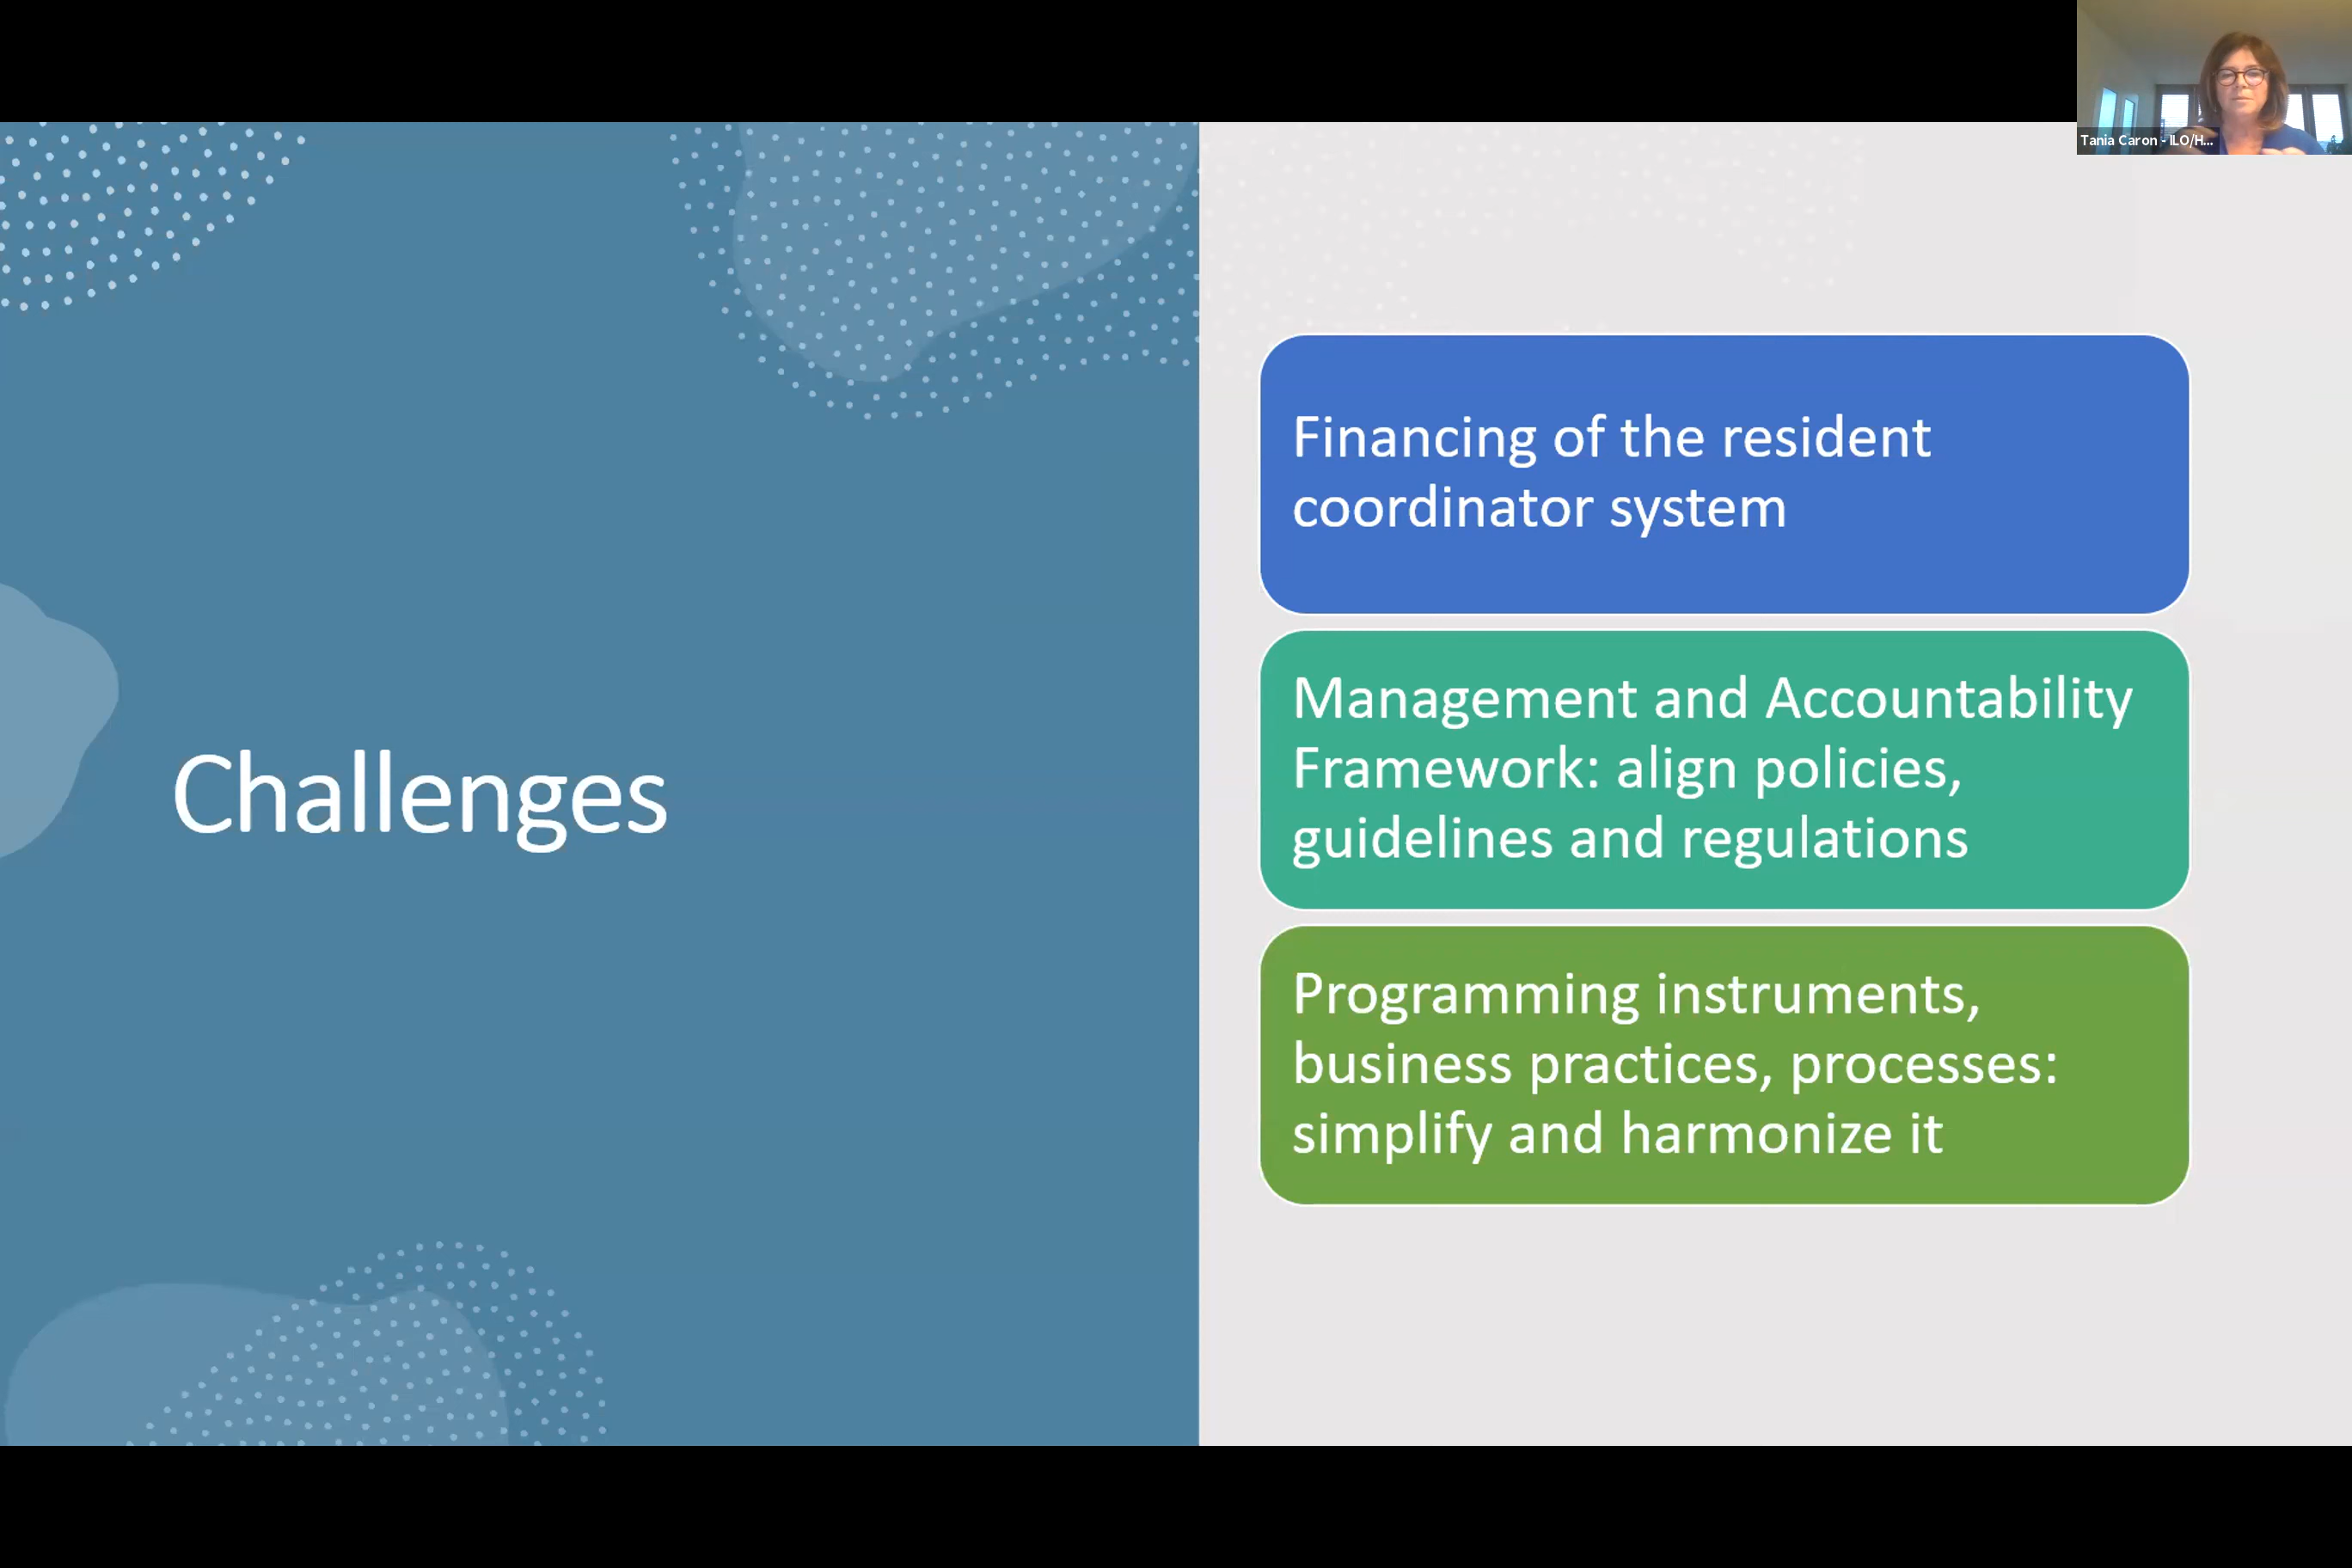 Tania Caron - ILO/H...
Challenges
Financing of the resident
coordinator system
Management and Accountability
Framework: align policies,
guidelines and regulations
Programming instruments,
business practices, processes:
simplify and harmonize it